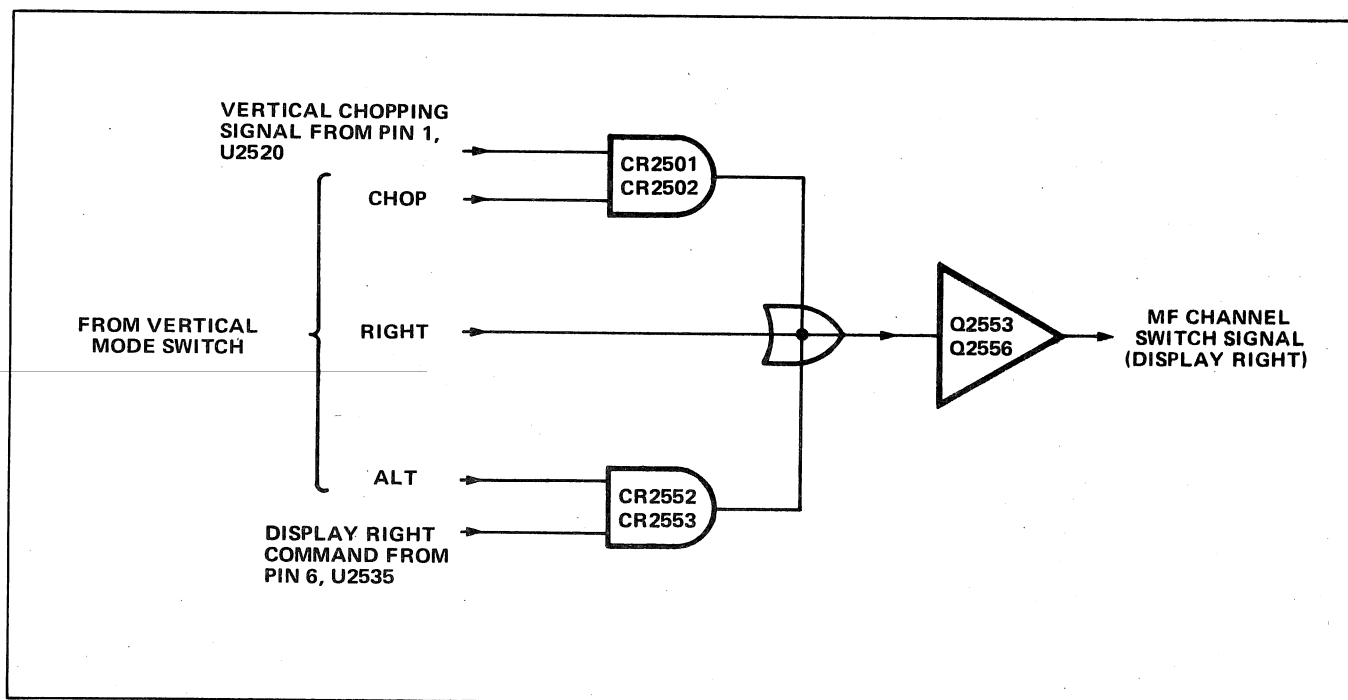 VERTICAL CHOPPING
SIGNAL FROM PIN 1,
U2520
CHOP
CR2501
CR2502
FROM VERTICAL
MODE SWITCH
RIGHT
Q2553
Q2556
MF CHANNEL
SWITCH SIGNAL
(DISPLAY RIGHT)
ALT
CR2552
CR2553
DISPLAY RIGHT
COMMAND FROM
PIN 6, U2535